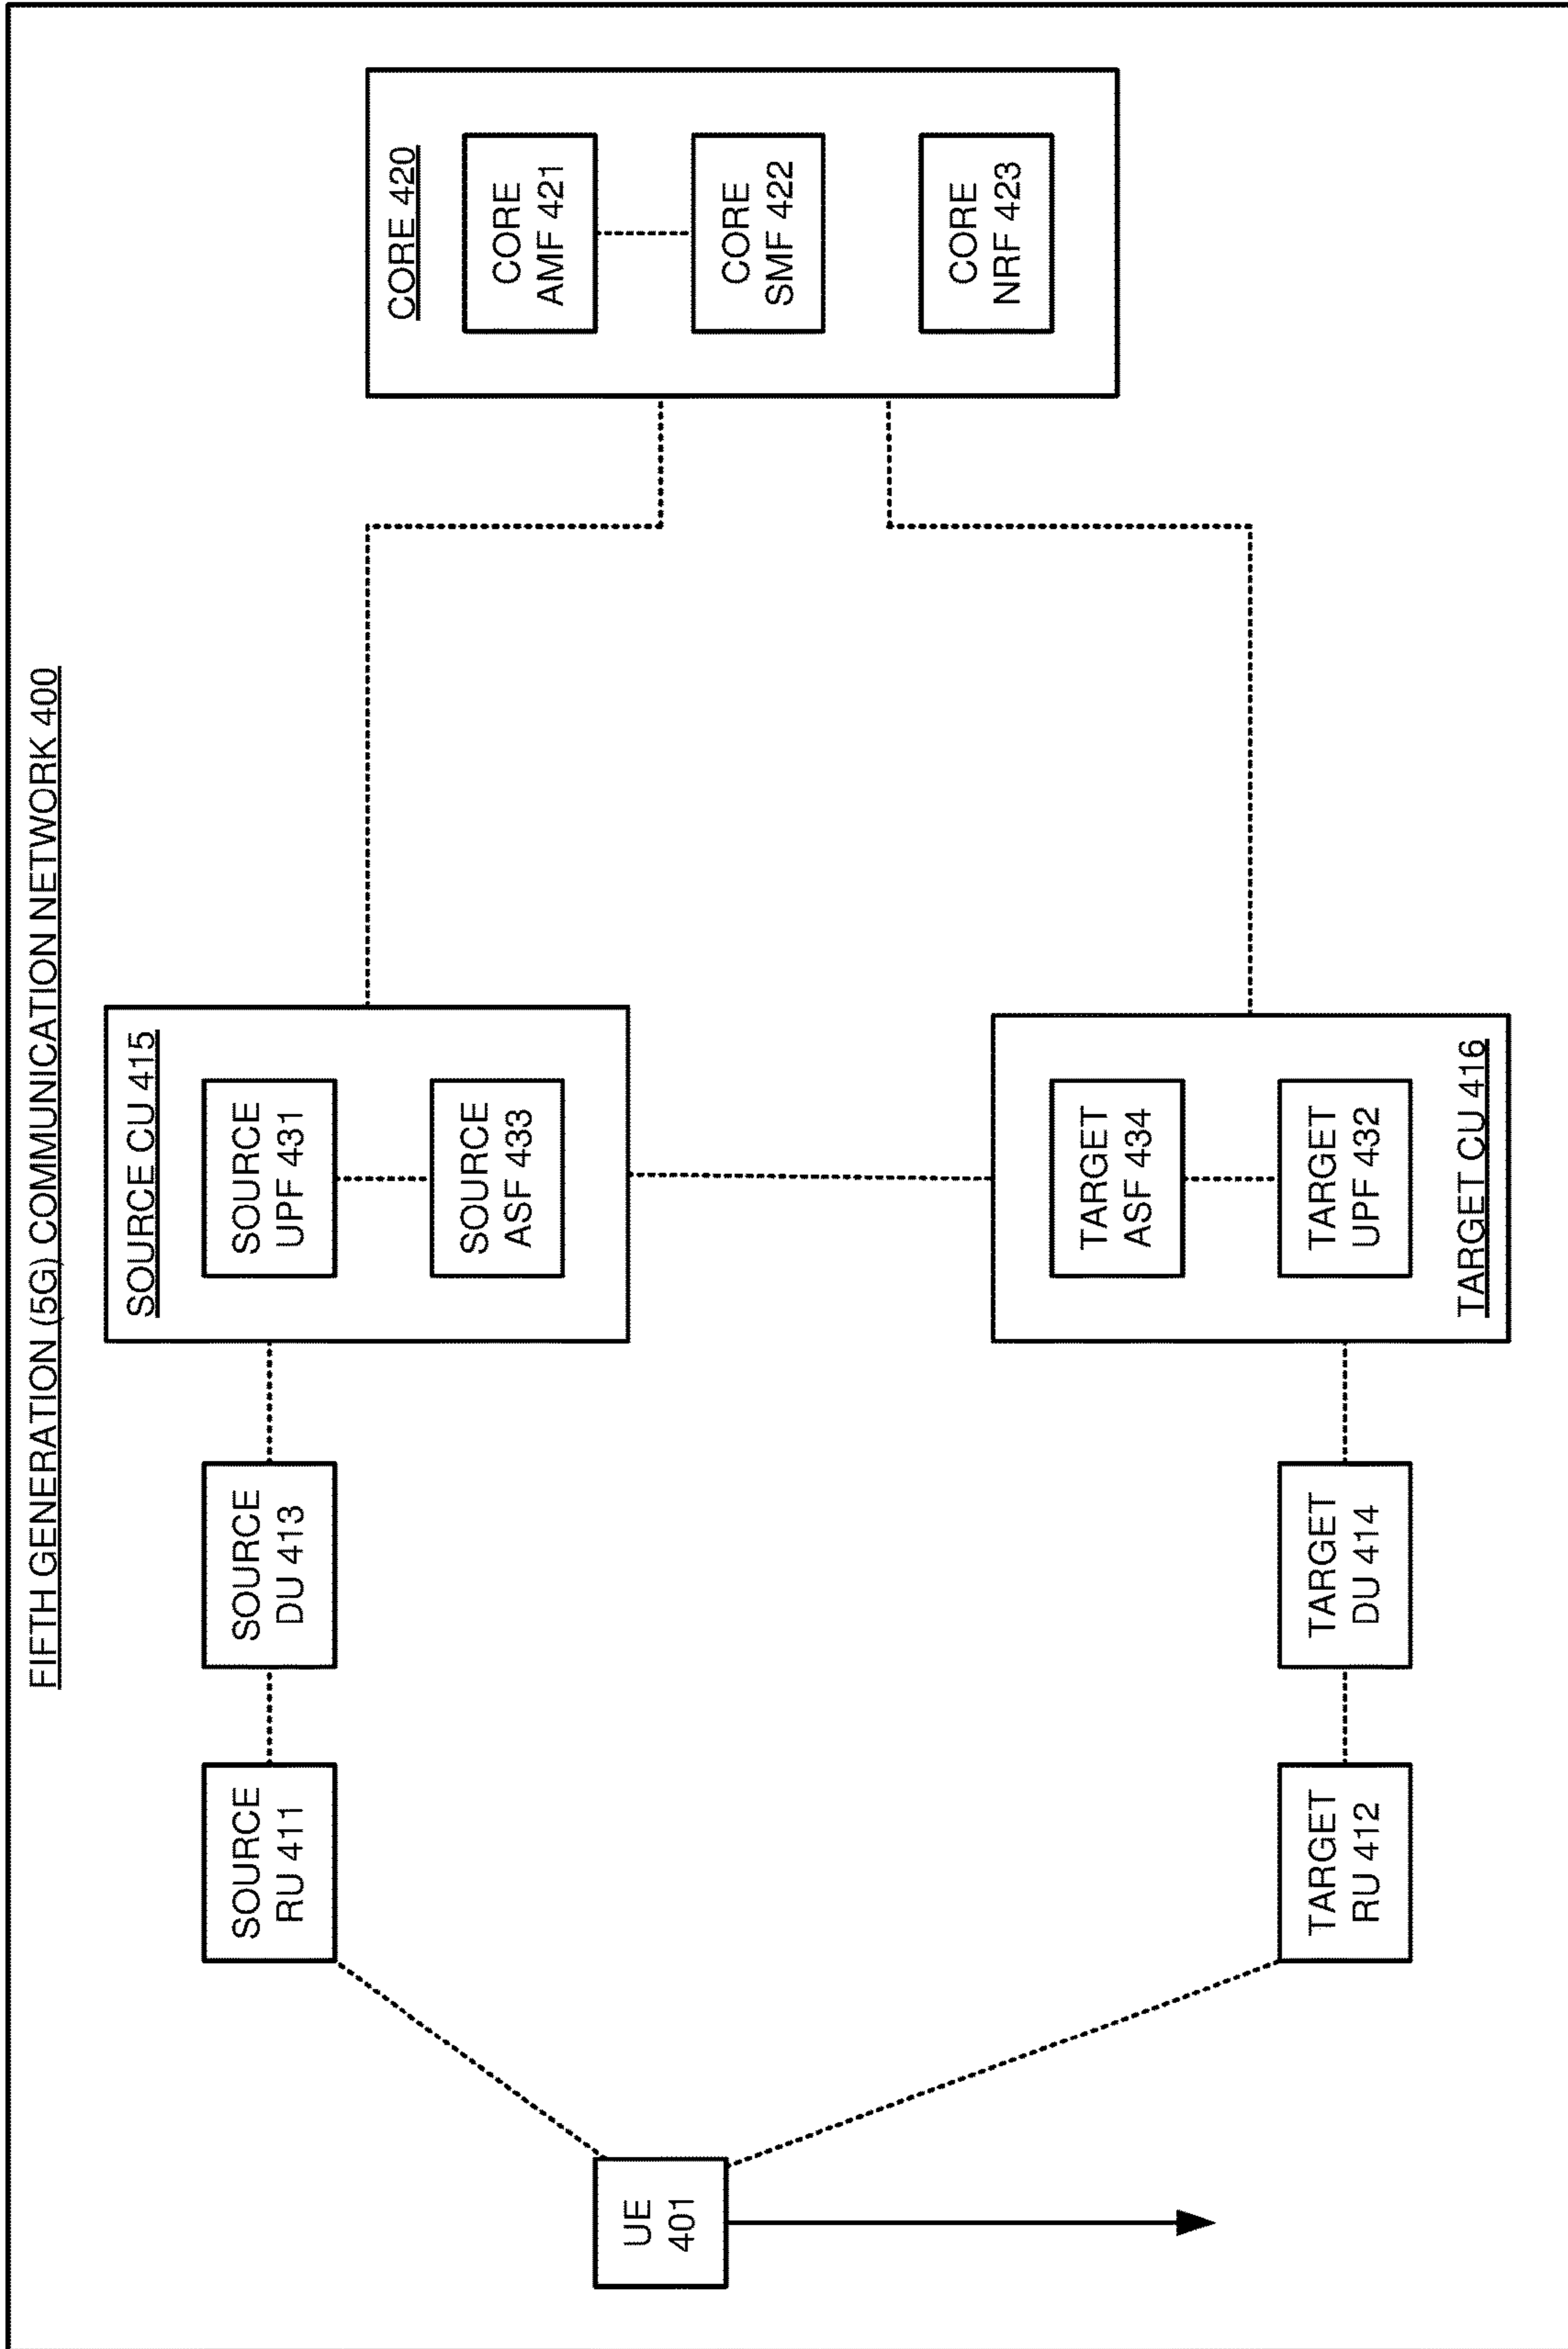 FIFTH GENERATION (5G) COMMUNICATION NETWORK 400
SOURCE CU 415
CORE 420
SOURCE
RU 411
SOURCE
DU 413
SOURCE
UPF 431
SOURCE
ASF 433
CORE
AMF 421
CORE
SMF 422
CORE
NRF 423
UE
401
TARGET
ASF 434
TARGET
RU 412
TARGET
DU 414
TARGET
UPF 432
TARGET CU 416